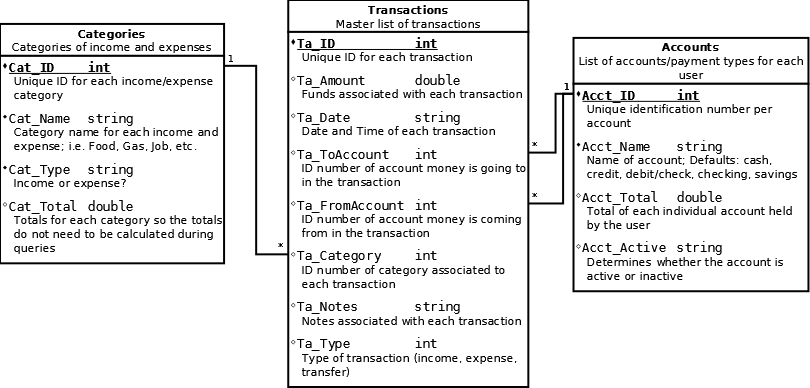 Categories
Categories of income and expenses
Cat_ID int
Unique ID for each income/expense
category
Cat_Name string
Category name for each income and
expense; i.e. Food, Gas, Job, etc.
Cat_Type string
Income or expense?
Cat_Total double
Totals for each category so the totals
do not need to be calculated during
queries
1
*
Transactions
Master list of transactions
Ta_ID int
Unique ID for each transaction
Ta_Amount double
Funds associated with each transaction
Ta_Date string
Date and Time of each transaction
Ta_ToAccount int
ID number of account money is going to
in the transaction
Ta_FromAccount int
ID number of account money is coming
from in the transaction
Ta_Category int
ID number of category associated to
each transaction
Ta_Notes string
Notes associated with each transaction
Ta_Type int
Type of transaction (income, expense,
transfer)
*
*
1
Accounts
List of accounts/payment types for each
user
Acct_ID int
Unique identification number per
account
Acct_Name string
Name of account; Defaults: cash,
credit, debit/check, checking, savings
Acct_Total double
Total of each individual account held
by the user
Acct_Active string
Determines whether the account is
active or inactive